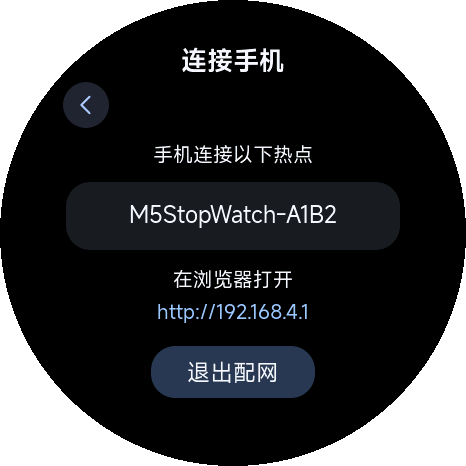 连接手机
手机连接以下热点
M5StopWatch-A1B2
在浏览器打开
http://192.168.4.1
退出配网